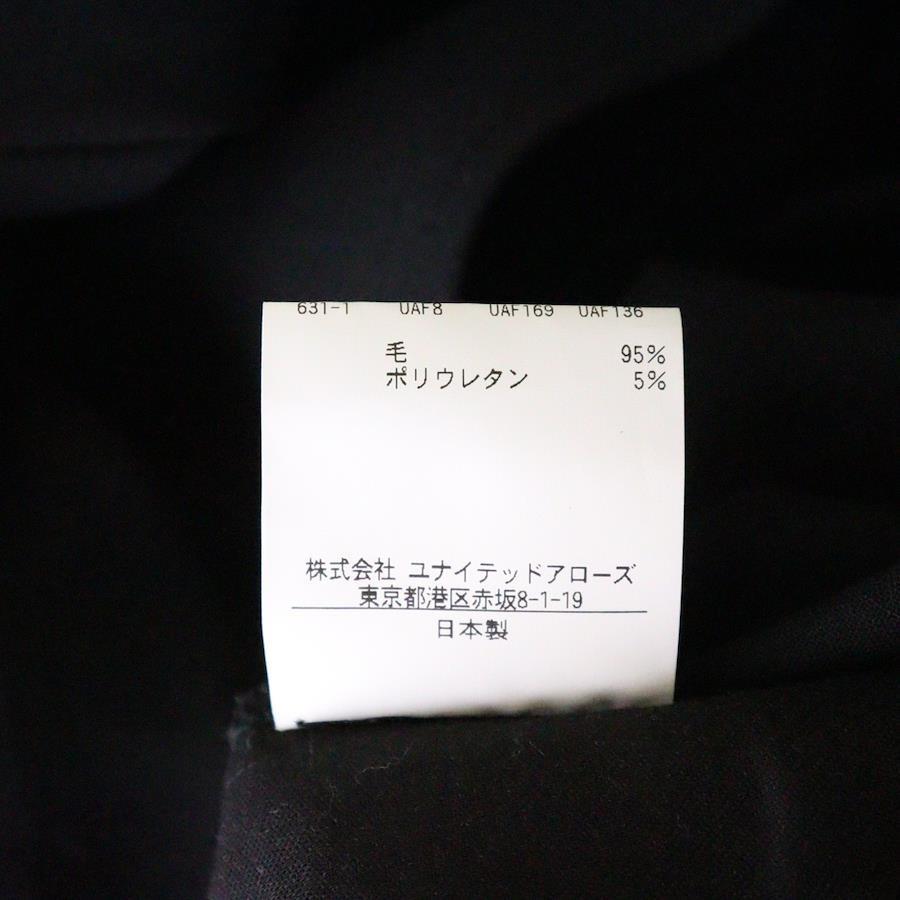 631-1 UAF8 UAF169 UAF136
毛 95%
ポリウレタン 5%
株式会社 ユナイテッドアローズ
東京都港区赤坂8-1-19
日本製